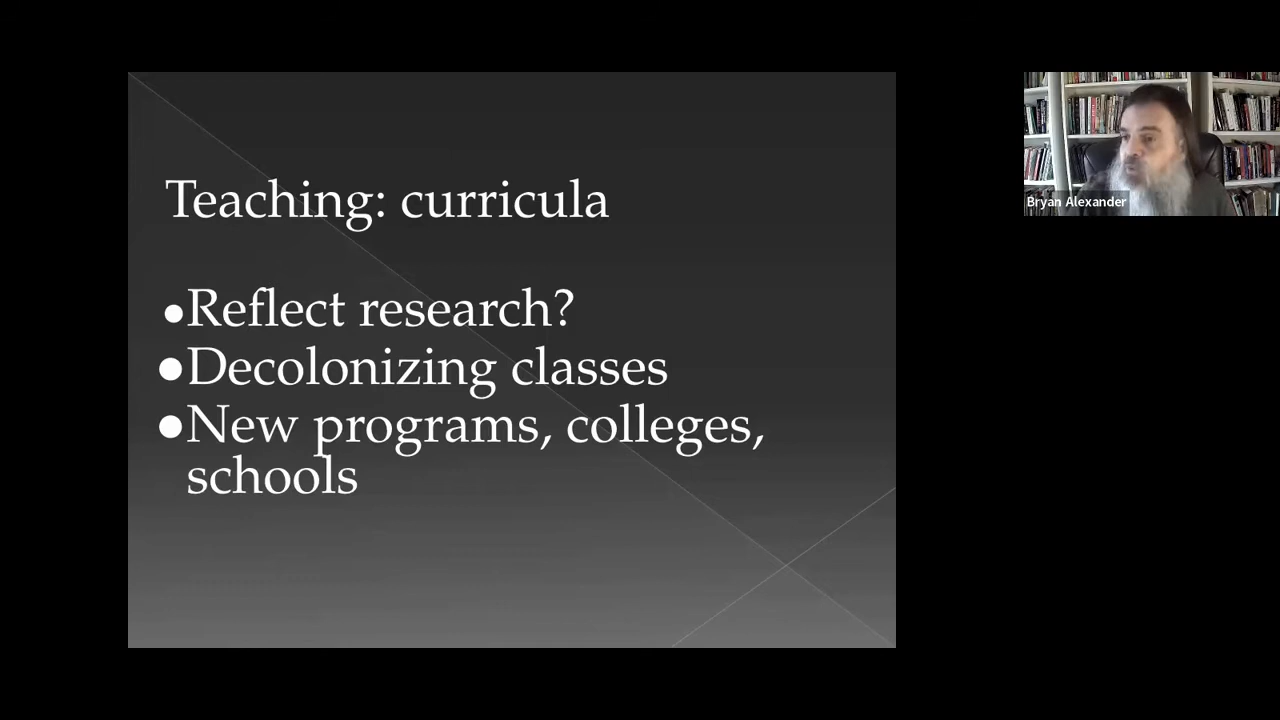 Teaching: curricula
●Reflect research?
●Decolonizing classes
●New programs, colleges,
schools
Bryan Alexander